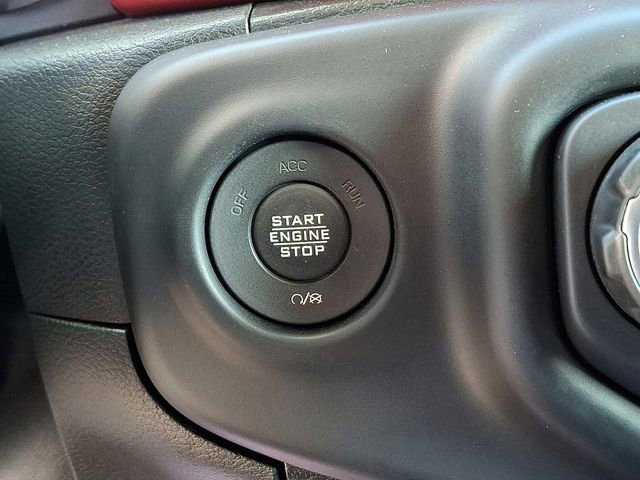 OFF
ACC
RUN
START
ENGINE
STOP